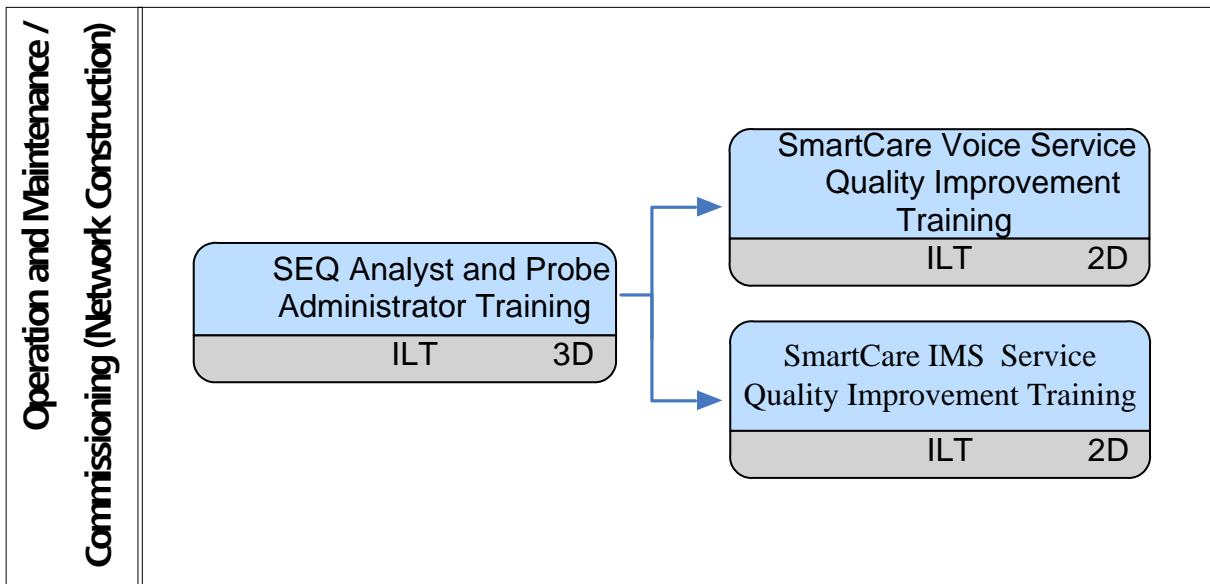 Operation and Maintenance /
Commissioning (Network Construction)
SEQ Analyst and Probe
Administrator Training
ILT 3D
SmartCare Voice Service
Quality Improvement
Training
ILT 2D
SmartCare IMS Service
Quality Improvement Training
ILT 2D